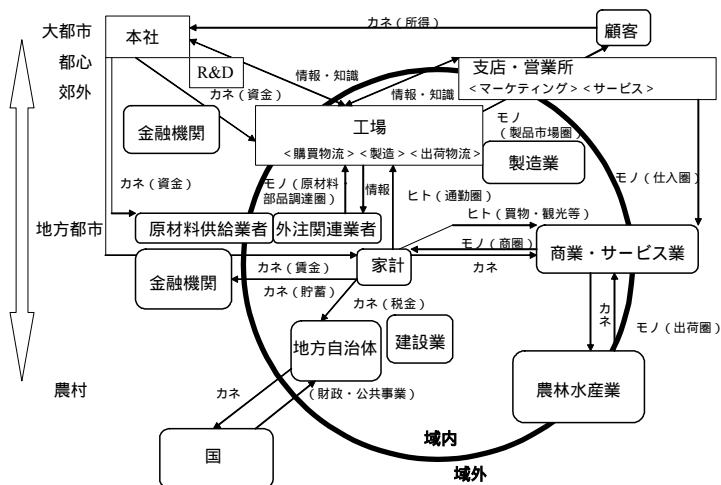 大都市
本社
カネ（所得）
顧客
都心
R&D
支店・営業所
情報・知識
情報・知識
＜マーケティング＞＜サービス＞
郊外
カネ（資金）
金融機関
工場
＜購買物流＞＜製造＞＜出荷物流＞
モノ
（製品市場圏）
製造業
カネ（資金）
モノ（原材料・
部品調達圏）
情報
ヒト（通勤圏）
モノ（仕入圏）
地方都市
原材料供給業者
外注関連業者
ヒト（買物・観光等）
モノ（商圏）
商業・サービス業
金融機関
カネ（賃金）
家計
カネ
カネ（貯蓄）
カネ（税金）
カネ
モノ（出荷圏）
地方自治体
建設業
農村
カネ
（財政・公共事業）
農林水産業
国
域内
域外